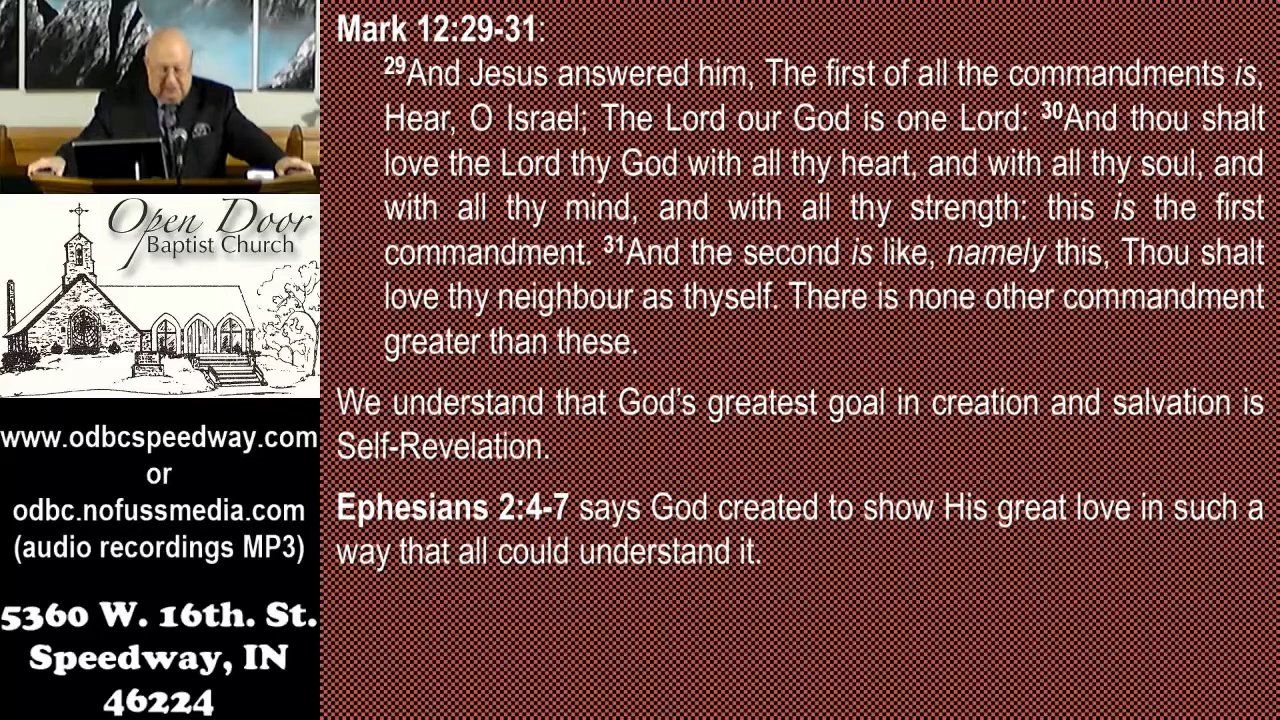 Open Door
Baptist Church
www.odbcspeedway.com
or
odbc.nofussmedia.com
(audio recordings MP3)
5360 W. 16th. St.
Speedway, IN
46224
Mark 12:29-31:
29And Jesus answered him, The first of all the commandments is,
Hear, O Israel; The Lord our God is one Lord: 30And thou shalt
love the Lord thy God with all thy heart, and with all thy soul, and
with all thy mind, and with all thy strength: this is the first
commandment. 31And the second is like, namely this, Thou shalt
love thy neighbour as thyself. There is none other commandment
greater than these.
We understand that God’s greatest goal in creation and salvation is
Self-Revelation.
Ephesians 2:4-7 says God created to show His great love in such a
way that all could understand it.